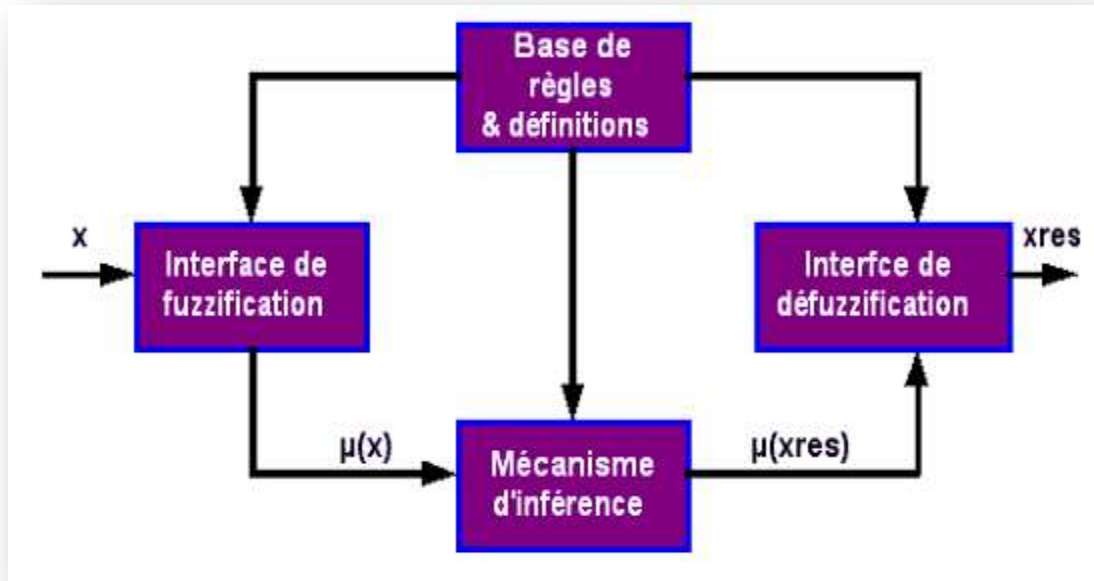 Base de
règles
& définitions
x
Interface de
fuzzification
Interfce de
défuzzification
xres
µ(x)
Mécanisme
d'inférence
µ(xres)